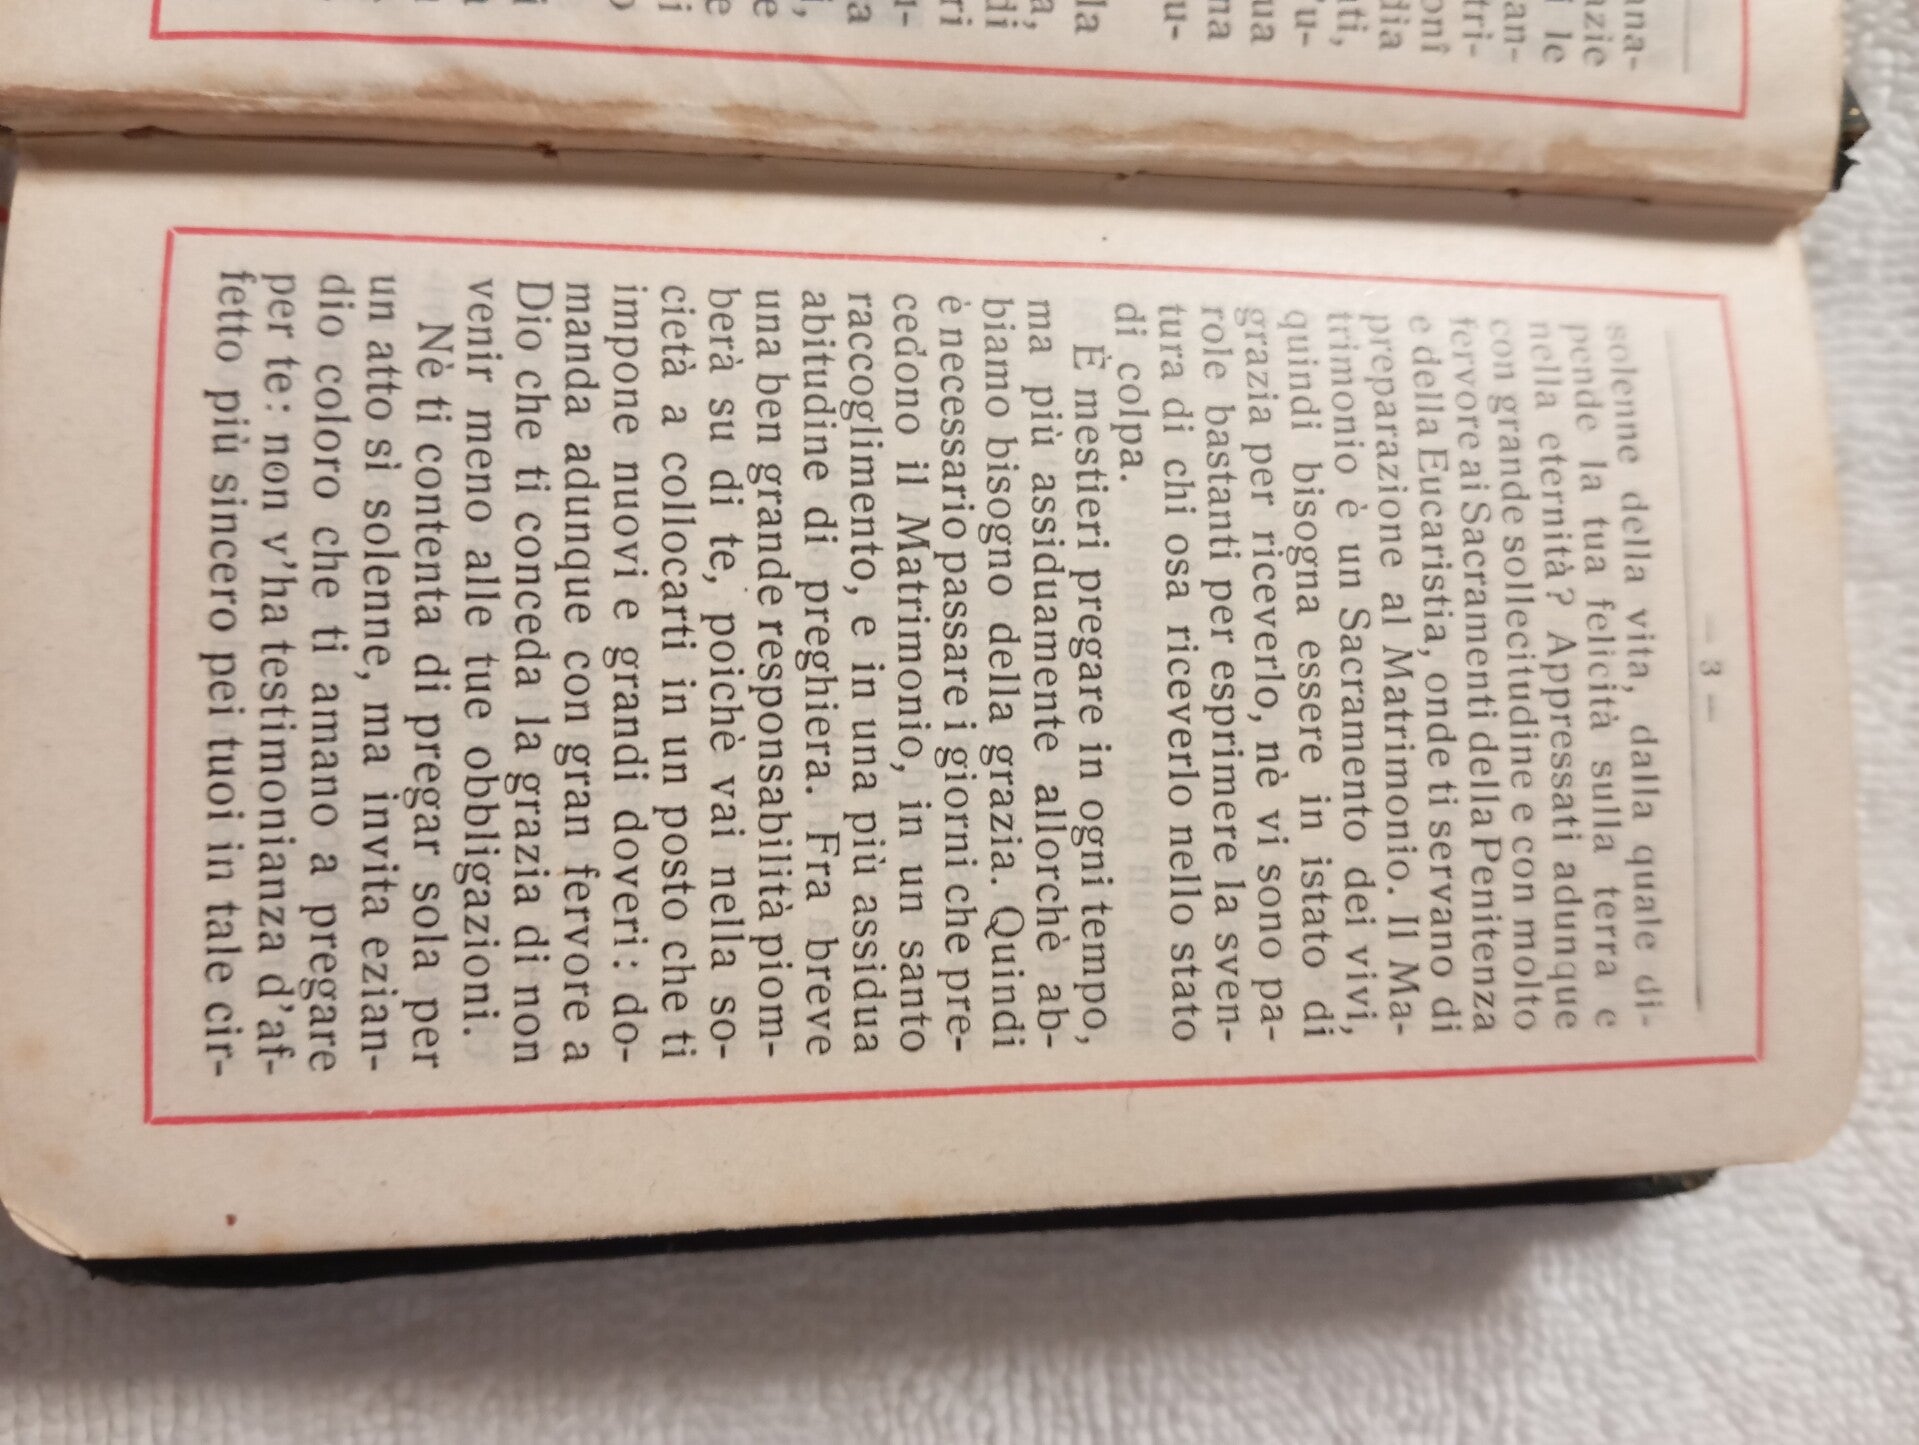 — 3 —
solenne della vita, dalla quale di-
pende la tua felicità sulla terra e
nella eternità? Appressati adunque
con grande sollecitudine e con molto
fervore ai Sacramenti della Penitenza
e della Eucaristia, onde ti servano di
preparazione al Matrimonio. Il Ma-
trimonio è un Sacramento dei vivi,
quindi bisogna essere in istato di
grazia per riceverlo, nè vi sono pa-
role bastanti per esprimere la sven-
tura di chi osa riceverlo nello stato
di colpa.
È mestieri pregare in ogni tempo,
ma più assiduamente allorchè ab-
biamo bisogno della grazia. Quindi
è necessario passare i giorni che pre-
cedono il Matrimonio, in un santo
raccoglimento, e in una più assidua
abitudine di preghiera. Fra breve
una ben grande responsabilità piom-
berà su di te, poichè vai nella so-
cietà a collocarti in un posto che ti
impone nuovi e grandi doveri: do-
manda adunque con gran fervore a
Dio che ti conceda la grazia di non
venir meno alle tue obbligazioni.
Nè ti contenta di pregar sola per
un atto sì solenne, ma invita ezian-
dio coloro che ti amano a pregare
per te: non v'ha testimonianza d'af-
fetto più sincero pei tuoi in tale cir-